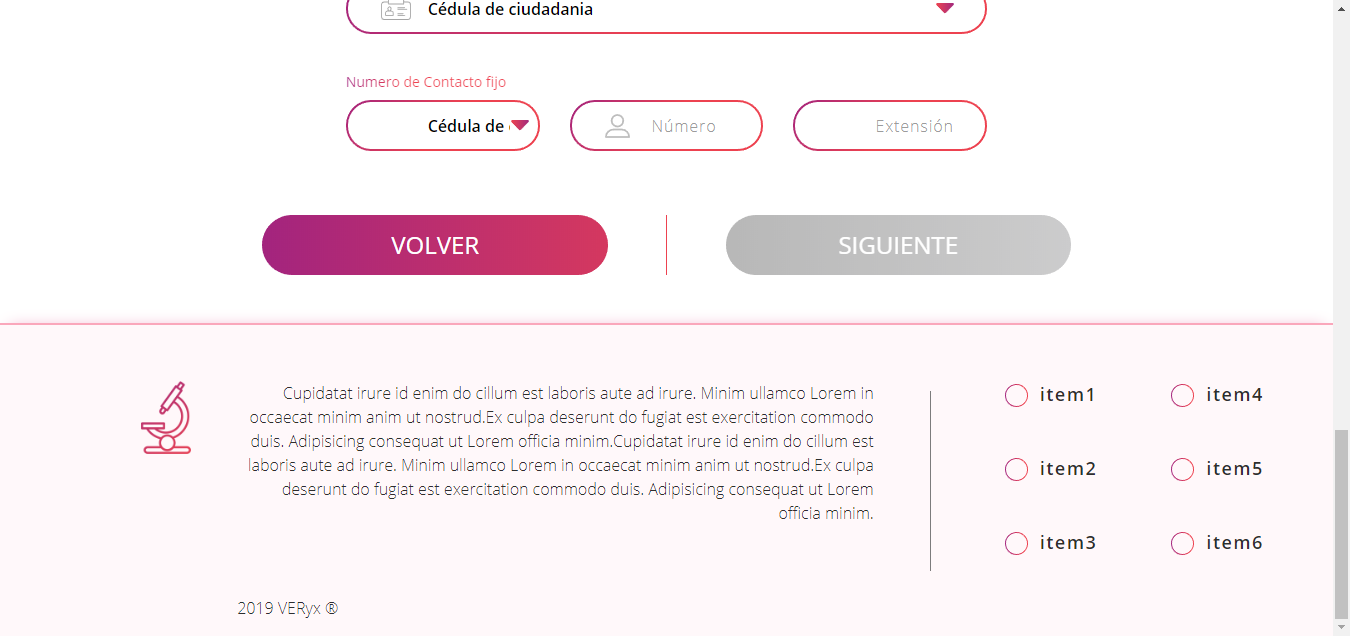 Cédula de ciudadania
Numero de Contacto fijo
Cédula de
Número
Extensión
VOLVER
SIGUIENTE
Cupidatat irure id enim do cillum est laboris aute ad irure. Minim ullamco Lorem in
occaecat minim anim ut nostrud.Ex culpa deserunt do fugiat est exercitation commodo
duis. Adipisicing consequat ut Lorem officia minim.Cupidatat irure id enim do cillum est
laboris aute ad irure. Minim ullamco Lorem in occaecat minim anim ut nostrud.Ex culpa
deserunt do fugiat est exercitation commodo duis. Adipisicing consequat ut Lorem
officia minim.
item1
item4
item2
item5
item3
item6
2019 VERyx ®